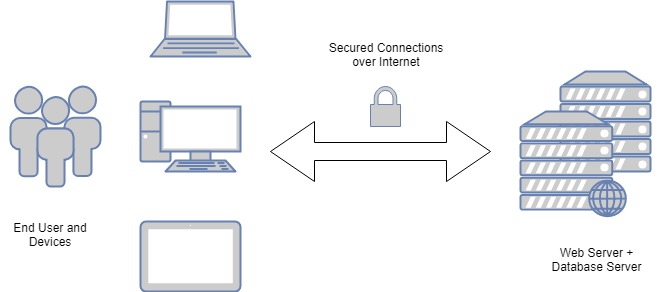 Secured Connections
over Internet
End User and
Devices
Web Server +
Database Server